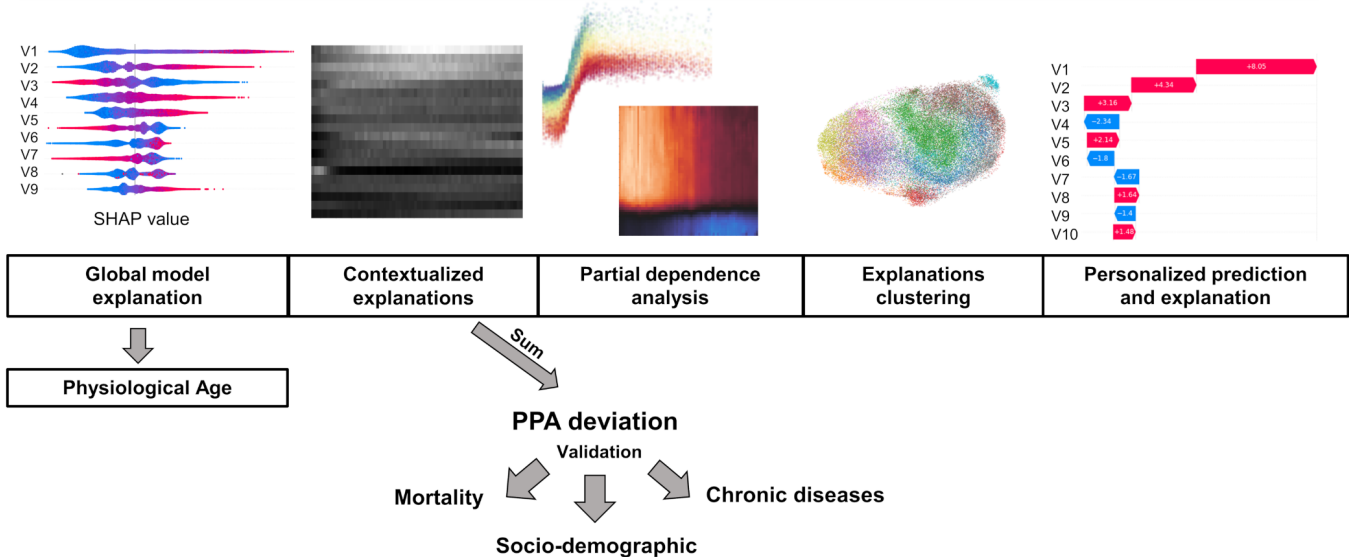 V1
V2
V3
V4
V5
V6
V7
V8
V9
SHAP value
V1
V2
V3
V4
V5
V6
V7
V8
V9
V10
+8.05
+4.34
+3.16
−2.34
+2.14
−1.8
−1.67
+1.64
−1.4
+1.48
Global model
explanation
Contextualized
explanations
Partial dependence
analysis
Explanations
clustering
Personalized prediction
and explanation
Sum
Physiological Age
PPA deviation
Validation
Mortality
Chronic diseases
Socio-demographic